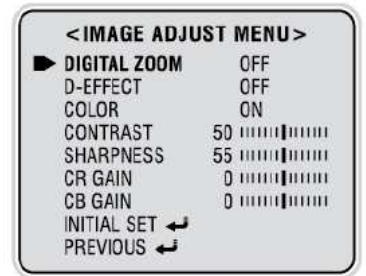 <IMAGE ADJUST MENU>
DIGITAL ZOOM OFF
D-EFFECT OFF
COLOR ON
CONTRAST 50
SHARPNESS 55
CR GAIN 0
CB GAIN 0
INITIAL SET ↵
PREVIOUS ↵